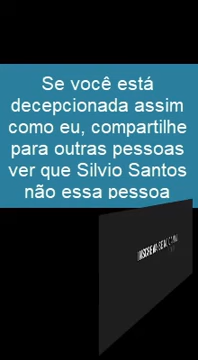 Se você está
decepcionada assim
como eu, compartilhe
para outras pessoas
ver que Silvio Santos
não essa pessoa